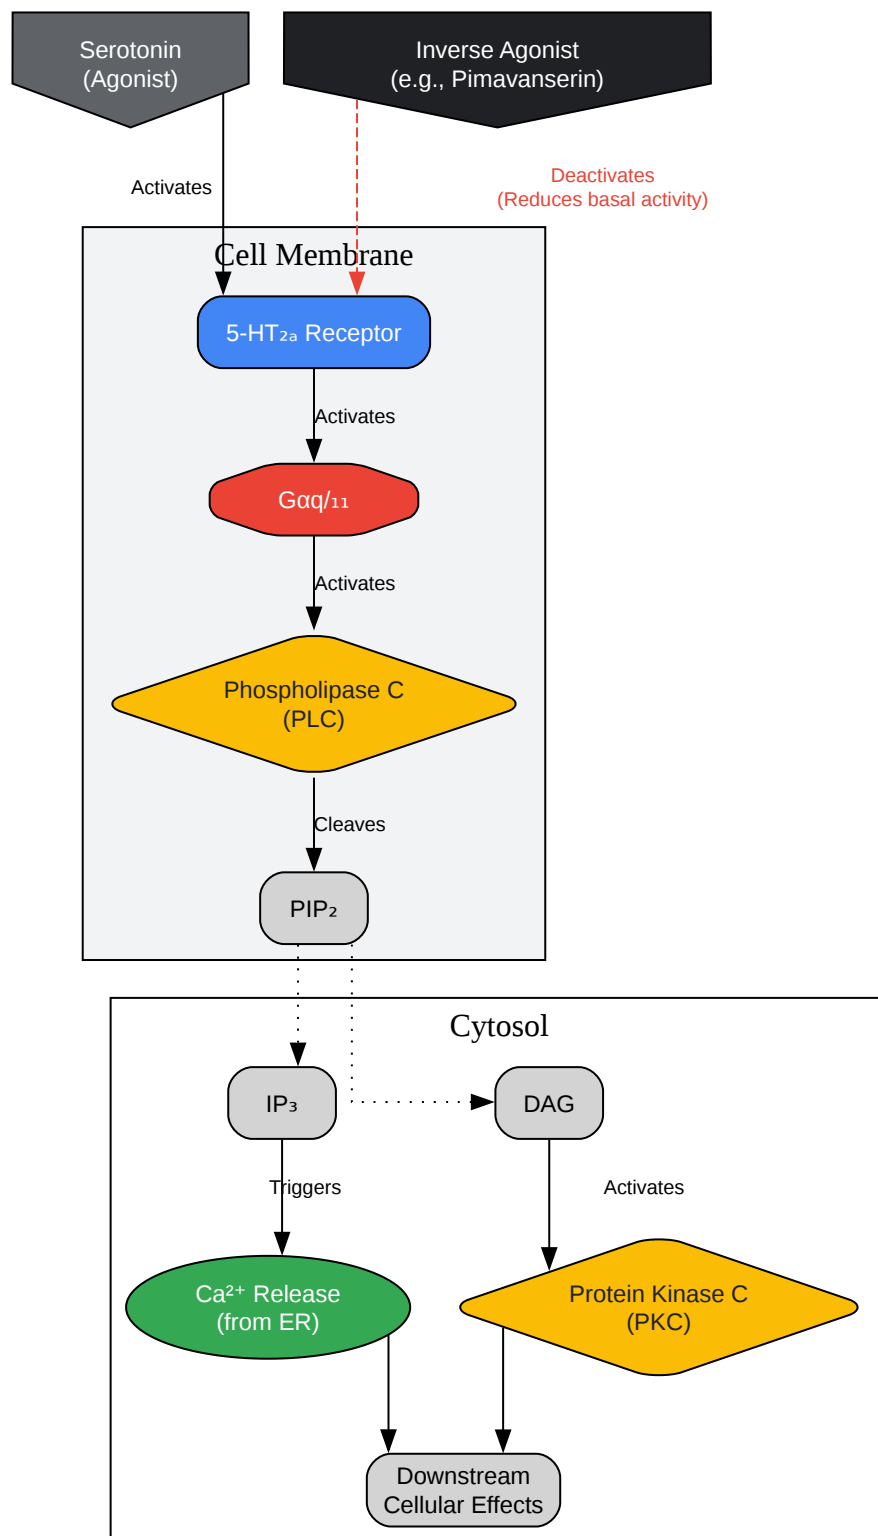 Serotonin
(Agonist)
Inverse Agonist
(e.g., Pimavanserin)
Activates
Deactivates
(Reduces basal activity)
Cell Membrane
5-HT₂ₐ Receptor
Activates
Gαq/₁₁
Activates
Phospholipase C
(PLC)
Cleaves
PIP₂
Cytosol
IP₃
DAG
Triggers
Activates
Ca²⁺ Release
(from ER)
Protein Kinase C
(PKC)
Downstream
Cellular Effects